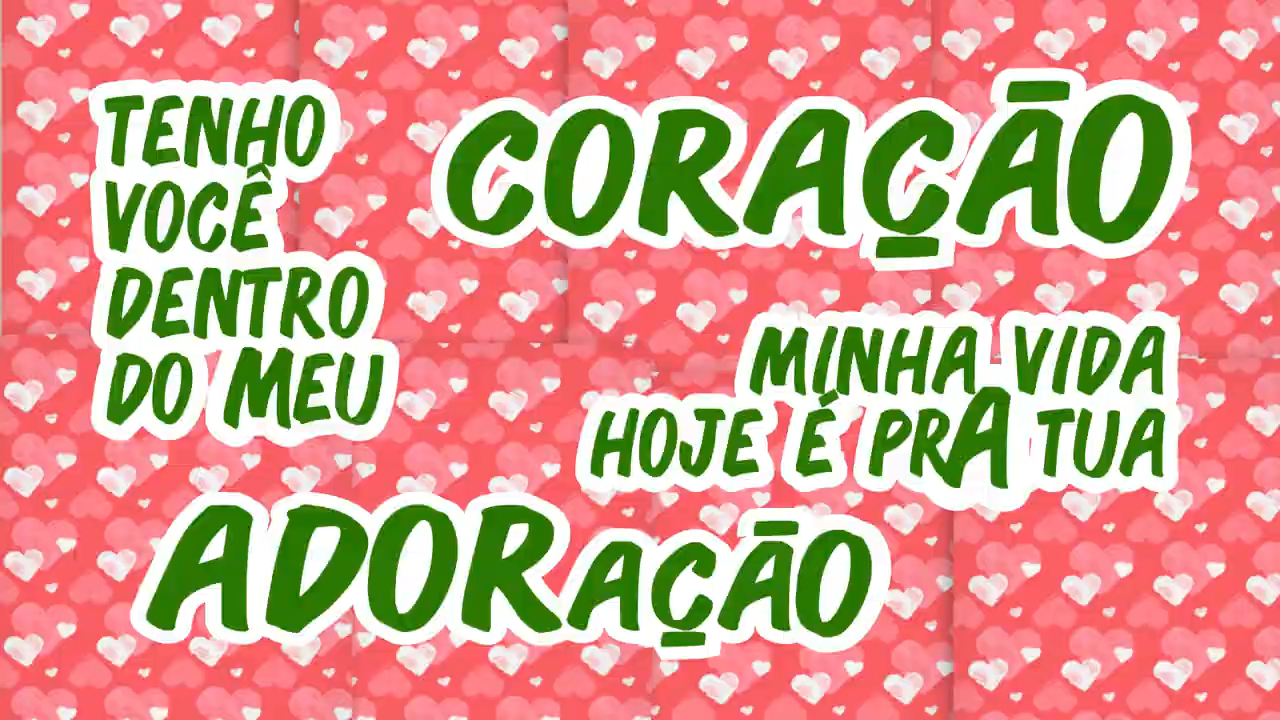 TENHO
VOCÊ
DENTRO
DO MEU
CORAÇÃO
MINHA VIDA
HOJE É PRA TUA
ADORAÇÃO